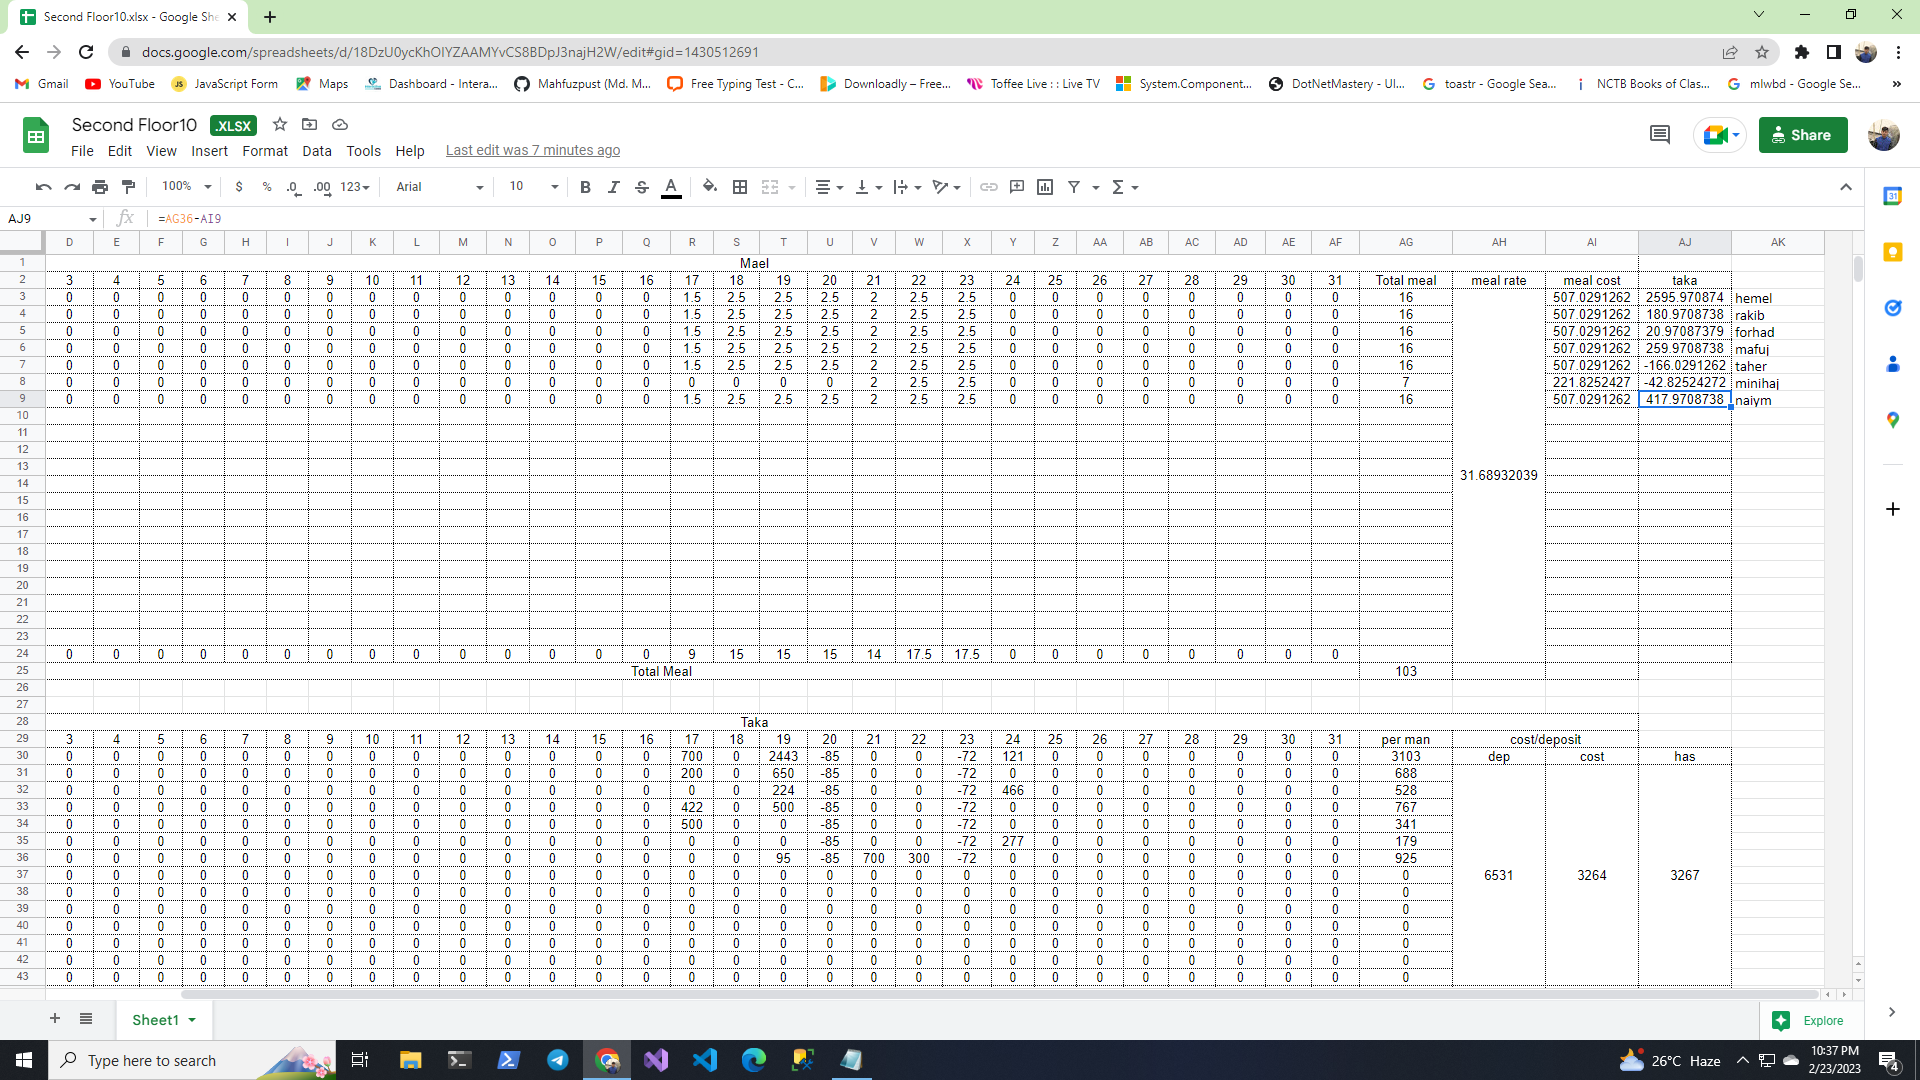 Second Floor10.xlsx - Google She
docs.google.com/spreadsheets/d/18DzU0ycKhOIYZAAMYvCS8BDpJ3najH2W/edit#gid=1430512691
Gmail YouTube JavaScript Form Maps Dashboard - Intera... Mahfuzpust (Md. M... Free Typing Test - C... Downloadly – Free... Toffee Live : : Live TV System.Component... DotNetMastery - Ul... toastr - Google Sea... NCTB Books of Clas... mlwbd - Google Se... »
Second Floor10 .XLSX
Share
File Edit View Insert Format Data Tools Help Last edit was 7 minutes ago
100% $ % .0 .00 123 Arial 10 B I S A
AJ9 fx =AG36-AI9
D E F G H I J K L M N O P Q R S T U V W X Y Z AA AB AC AD AE AF AG AH AI AJ AK
1 Mael
2 3 4 5 6 7 8 9 10 11 12 13 14 15 16 17 18 19 20 21 22 23 24 25 26 27 28 29 30 31 Total meal meal rate meal cost taka
3 0 0 0 0 0 0 0 0 0 0 0 0 0 0 1.5 2.5 2.5 2.5 2 2.5 2.5 0 0 0 0 0 0 0 0 16 507.0291262 2595.970874 hemel
4 0 0 0 0 0 0 0 0 0 0 0 0 0 0 1.5 2.5 2.5 2.5 2 2.5 2.5 0 0 0 0 0 0 0 0 16 507.0291262 180.9708738 rakib
5 0 0 0 0 0 0 0 0 0 0 0 0 0 0 1.5 2.5 2.5 2.5 2 2.5 2.5 0 0 0 0 0 0 0 0 16 507.0291262 20.97087379 forhad
6 0 0 0 0 0 0 0 0 0 0 0 0 0 0 1.5 2.5 2.5 2.5 2 2.5 2.5 0 0 0 0 0 0 0 0 16 507.0291262 259.9708738 mafuj
7 0 0 0 0 0 0 0 0 0 0 0 0 0 0 1.5 2.5 2.5 2.5 2 2.5 2.5 0 0 0 0 0 0 0 0 16 507.0291262 -166.0291262 taher
8 0 0 0 0 0 0 0 0 0 0 0 0 0 0 0 0 0 0 2 2.5 2.5 0 0 0 0 0 0 0 0 7 221.8252427 -42.82524272 minihaj
9 0 0 0 0 0 0 0 0 0 0 0 0 0 0 1.5 2.5 2.5 2.5 2 2.5 2.5 0 0 0 0 0 0 0 0 16 507.0291262 417.9708738 naiym
10
11
12
13
14 31.68932039
15
16
17
18
19
20
21
22
23
24 0 0 0 0 0 0 0 0 0 0 0 0 0 0 9 15 15 15 14 17.5 17.5 0 0 0 0 0 0 0 0
25 Total Meal 103
26
27
28 Taka
29 3 4 5 6 7 8 9 10 11 12 13 14 15 16 17 18 19 20 21 22 23 24 25 26 27 28 29 30 31 per man cost/deposit
30 0 0 0 0 0 0 0 0 0 0 0 0 0 0 700 0 2443 -85 0 0 -72 121 0 0 0 0 0 0 0 3103 dep cost has
31 0 0 0 0 0 0 0 0 0 0 0 0 0 0 200 0 650 -85 0 0 -72 0 0 0 0 0 0 0 0 688
32 0 0 0 0 0 0 0 0 0 0 0 0 0 0 0 0 224 -85 0 0 -72 466 0 0 0 0 0 0 0 528
33 0 0 0 0 0 0 0 0 0 0 0 0 0 0 422 0 500 -85 0 0 -72 0 0 0 0 0 0 0 0 767
34 0 0 0 0 0 0 0 0 0 0 0 0 0 0 500 0 0 -85 0 0 -72 0 0 0 0 0 0 0 0 341
35 0 0 0 0 0 0 0 0 0 0 0 0 0 0 0 0 0 -85 0 0 -72 277 0 0 0 0 0 0 0 179
36 0 0 0 0 0 0 0 0 0 0 0 0 0 0 0 0 95 -85 700 300 -72 0 0 0 0 0 0 0 0 925
37 0 0 0 0 0 0 0 0 0 0 0 0 0 0 0 0 0 0 0 0 0 0 0 0 0 0 0 0 0 0 6531 3264 3267
38 0 0 0 0 0 0 0 0 0 0 0 0 0 0 0 0 0 0 0 0 0 0 0 0 0 0 0 0 0 0
39 0 0 0 0 0 0 0 0 0 0 0 0 0 0 0 0 0 0 0 0 0 0 0 0 0 0 0 0 0 0
40 0 0 0 0 0 0 0 0 0 0 0 0 0 0 0 0 0 0 0 0 0 0 0 0 0 0 0 0 0 0
41 0 0 0 0 0 0 0 0 0 0 0 0 0 0 0 0 0 0 0 0 0 0 0 0 0 0 0 0 0 0
42 0 0 0 0 0 0 0 0 0 0 0 0 0 0 0 0 0 0 0 0 0 0 0 0 0 0 0 0 0 0
43 0 0 0 0 0 0 0 0 0 0 0 0 0 0 0 0 0 0 0 0 0 0 0 0 0 0 0 0 0 0
Sheet1 Explore
Type here to search 26°C Haze 10:37 PM
2/23/2023 4